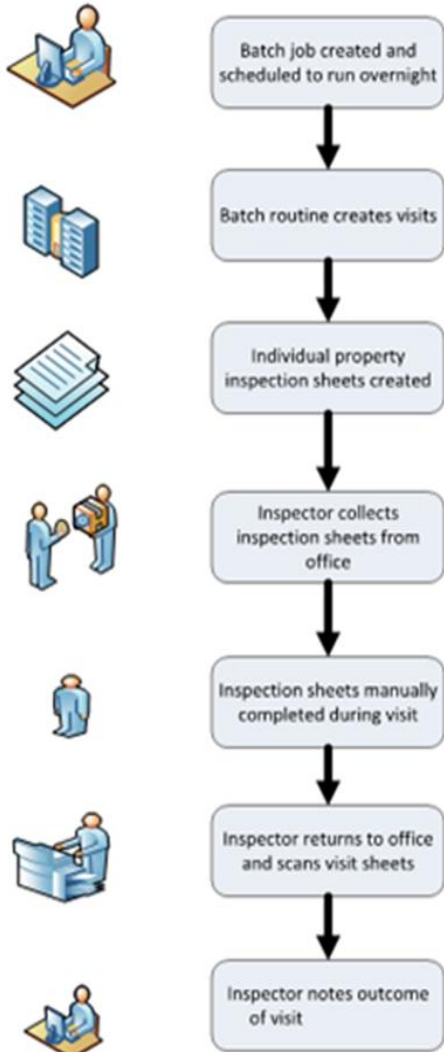 Batch job created and
scheduled to run overnight
Batch routine creates visits
Individual property
inspection sheets created
Inspector collects
inspection sheets from
office
Inspection sheets manually
completed during visit
Inspector returns to office
and scans visit sheets
Inspector notes outcome
of visit